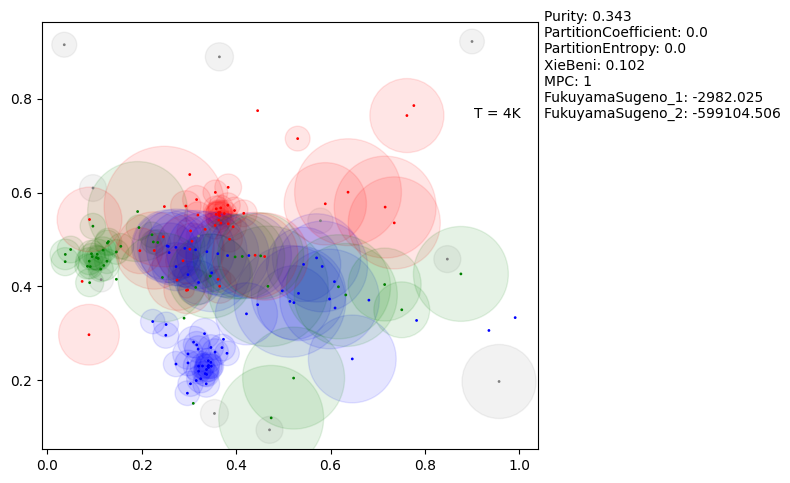 Purity: 0.343
PartitionCoefficient: 0.0
PartitionEntropy: 0.0
XieBeni: 0.102
MPC: 1
FukuyamaSugeno_1: -2982.025
FukuyamaSugeno_2: -599104.506
T = 4K
0.8
0.6
0.4
0.2
0.0 0.2 0.4 0.6 0.8 1.0